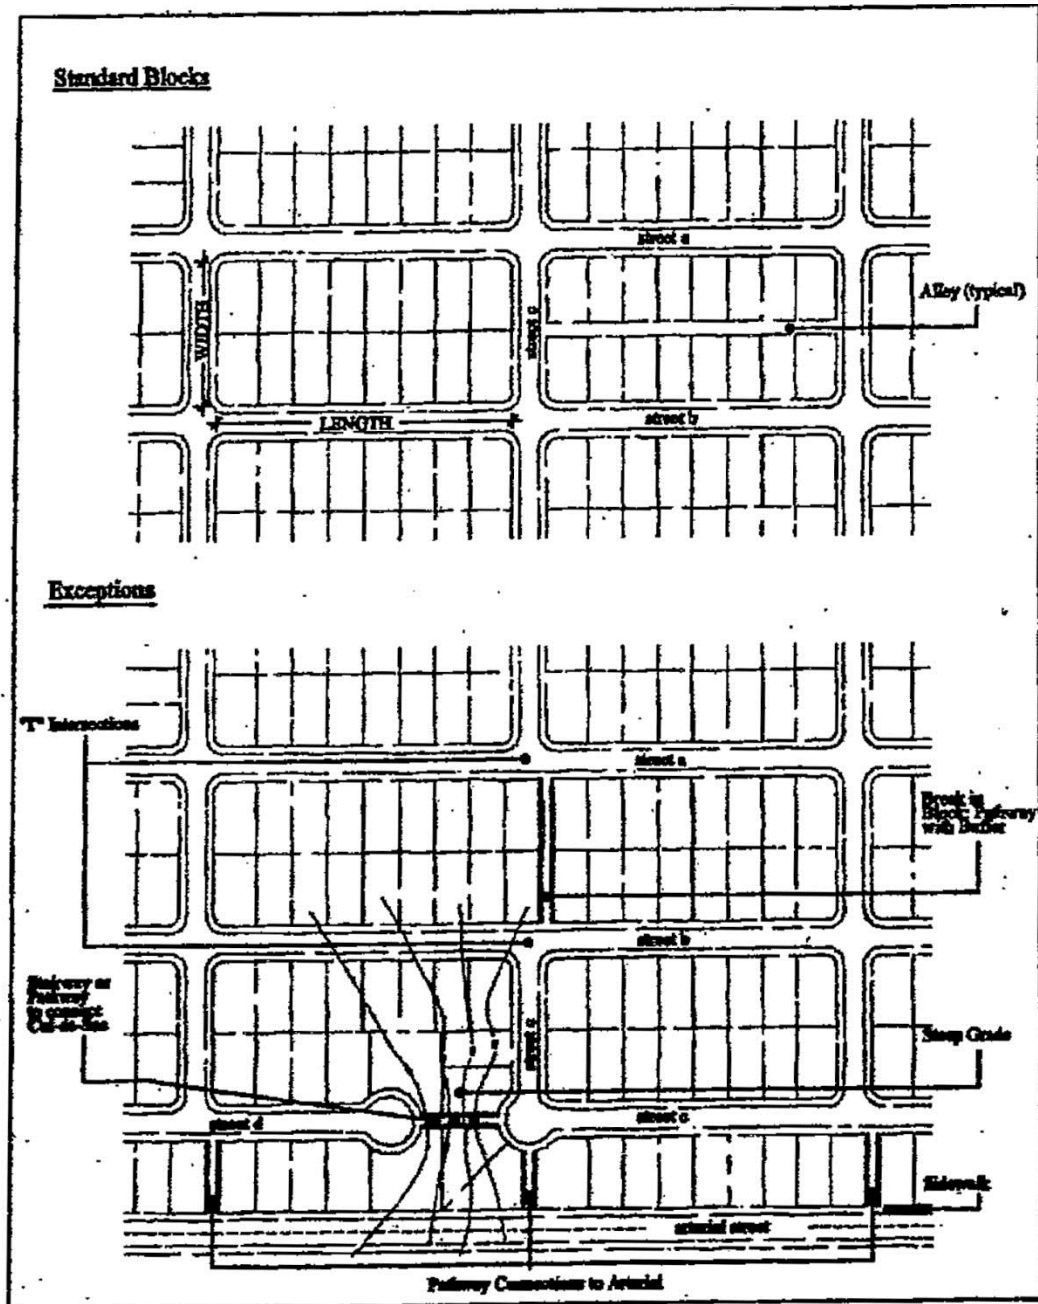 Standard Blocks
street a
Alley (typical)
WIDTH
street c
LENGTH
street b
Exceptions
"T" Intersections
street a
Break in
Block; Pathway
with Buffer
street b
Stairway or
Pathway
to connect
Cul-de-Sac
street c
Steep Grade
street d
street c
Sidewalk
arterial street
Pathway Connections to Arterial